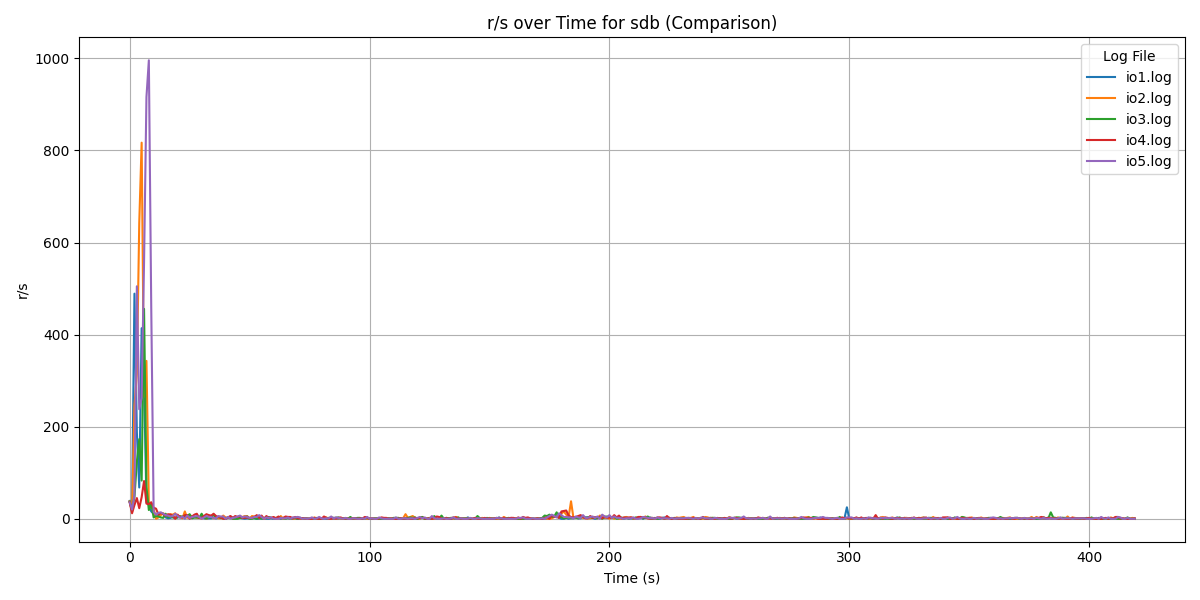 r/s over Time for sdb (Comparison)
1000
800
600
400
200
0
r/s
0 100 200 300 400
Time (s)
Log File
io1.log
io2.log
io3.log
io4.log
io5.log